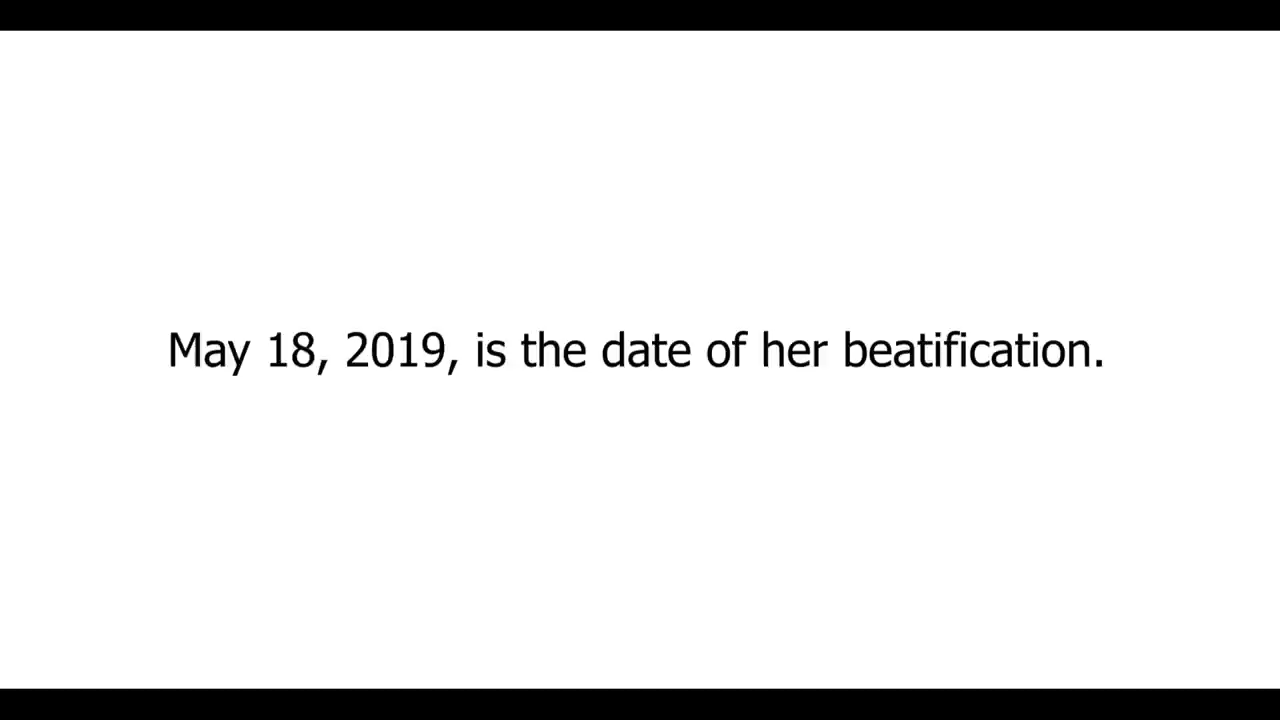 May 18, 2019, is the date of her beatification.